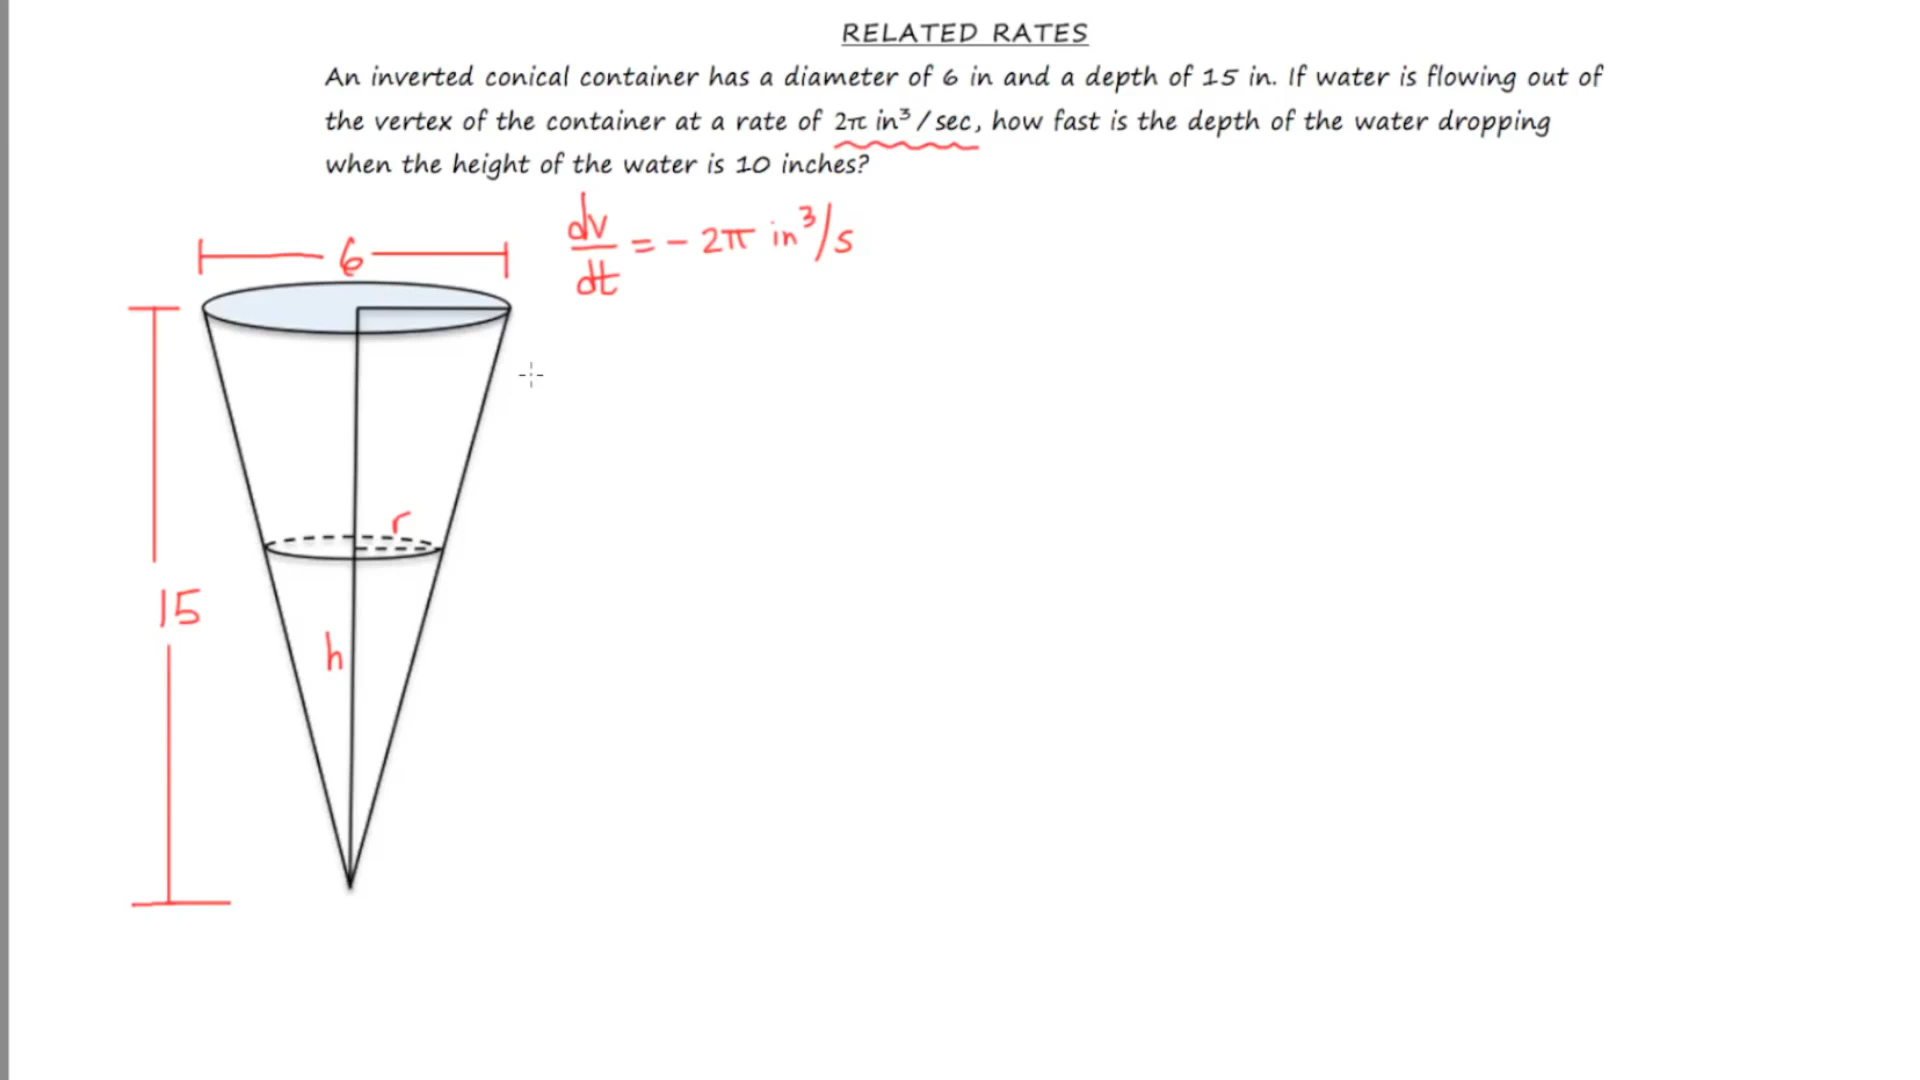 RELATED RATES
An inverted conical container has a diameter of 6 in and a depth of 15 in. If water is flowing out of
the vertex of the container at a rate of 2π in³/sec, how fast is the depth of the water dropping
when the height of the water is 10 inches?
dv/dt = - 2π in³/s
6
r
15
h